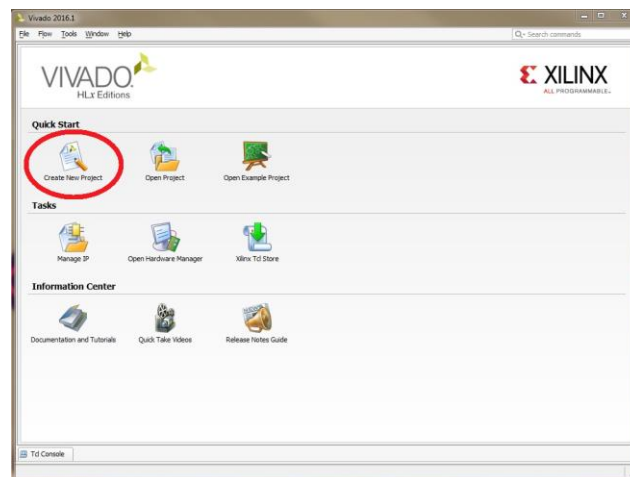 Vivado 2016.1
File Flow Tools Window Help
Search commands
VIVADO
HLx Editions
XILINX
ALL PROGRAMMABLE
Quick Start
Create New Project
Open Project
Open Example Project
Tasks
Manage IP
Open Hardware Manager
Xilinx Tcl Store
Information Center
Documentation and Tutorials
Quick Take Videos
Release Notes Guide
Tcl Console